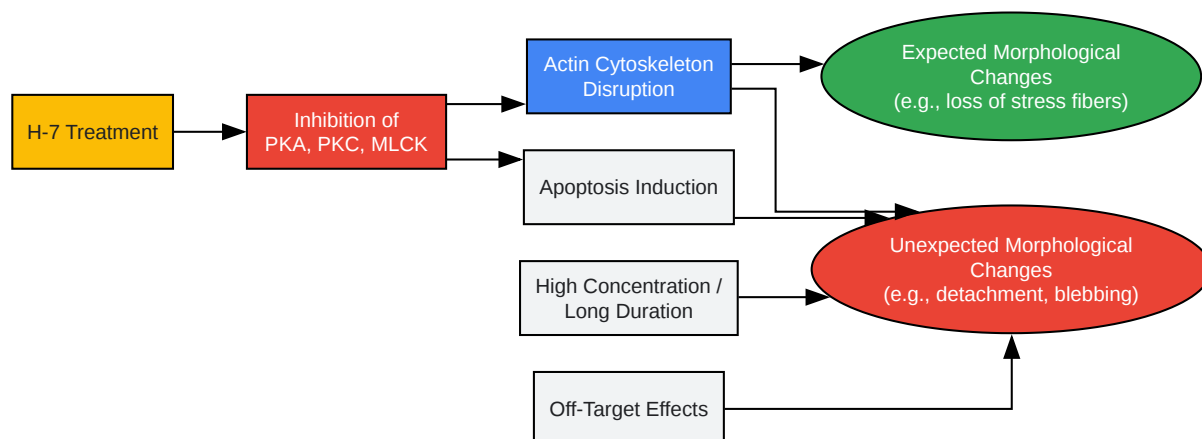 H-7 Treatment
Inhibition of
PKA, PKC, MLCK
Actin Cytoskeleton
Disruption
Apoptosis Induction
High Concentration /
Long Duration
Off-Target Effects
Expected Morphological
Changes
(e.g., loss of stress fibers)
Unexpected Morphological
Changes
(e.g., detachment, blebbing)